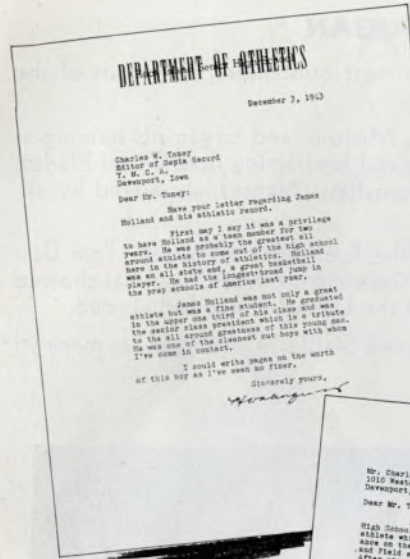 DEPARTMENT OF ATHLETICS
December 3, 1943
Charles W. Toney
Editor of Sepia Record
Y. M. C. A.
Davenport, Iowa
Dear Mr. Toney:
Have your letter regarding James
Holland and his athletic record.
First may I say it was a privilege
to have Holland as a team member for two
years. He was probably the greatest all
around athlete to come out of the high school
here in the history of athletics. Holland
was an all state end, a great basketball
player. He had the longest broad jump in
the prep schools of America last year.
James Holland was not only a great
athlete but was a fine student. He graduated
in the upper one third of his class and was
the senior class president which is a tribute
to the all around greatness of this young man.
He was one of the cleanest cut boys with whom
I've come in contact.
I could write pages on the worth
of this boy as I've seen no finer.
Sincerely yours,
Mr. Charl
1010 West
Davenport,
Dear Mr. T
High School
athlete wh
ance on the
and Field